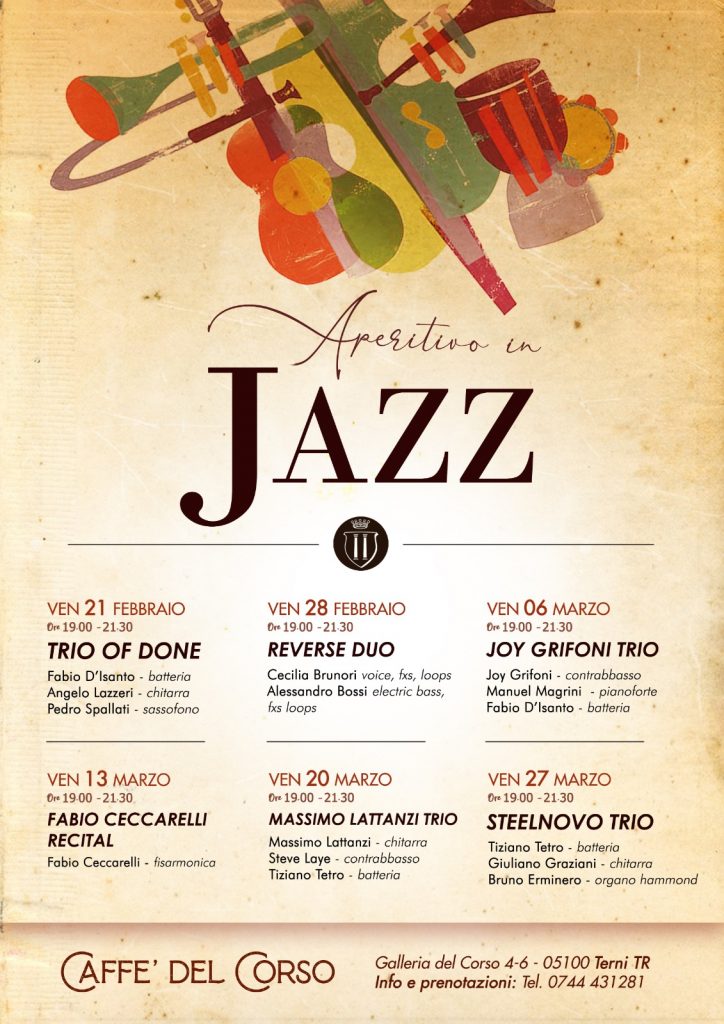 Aperitivo in
JAZZ
VEN 21 FEBBRAIO
Ore 19:00 - 21:30
TRIO OF DONE
Fabio D'Isanto - batteria
Angelo Lazzeri - chitarra
Pedro Spallati - sassofono
VEN 28 FEBBRAIO
Ore 19:00 - 21:30
REVERSE DUO
Cecilia Brunori voice, fxs, loops
Alessandro Bossi electric bass,
fxs loops
VEN 06 MARZO
Ore 19:00 - 21:30
JOY GRIFONI TRIO
Joy Grifoni - contrabbasso
Manuel Magrini - pianoforte
Fabio D'Isanto - batteria
VEN 13 MARZO
Ore 19:00 - 21:30
FABIO CECCARELLI
RECITAL
Fabio Ceccarelli - fisarmonica
VEN 20 MARZO
Ore 19:00 - 21:30
MASSIMO LATTANZI TRIO
Massimo Lattanzi - chitarra
Steve Laye - contrabbasso
Tiziano Tetro - batteria
VEN 27 MARZO
Ore 19:00 - 21:30
STEELNOVO TRIO
Tiziano Tetro - batteria
Giuliano Graziani - chitarra
Bruno Erminero - organo hammond
CAFFE' DEL CORSO
Galleria del Corso 4-6 - 05100 Terni TR
Info e prenotazioni: Tel. 0744 431281